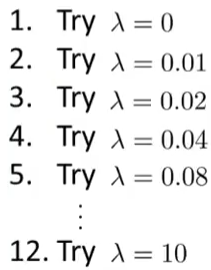 1. Try λ = 0
2. Try λ = 0.01
3. Try λ = 0.02
4. Try λ = 0.04
5. Try λ = 0.08
⋮
12. Try λ = 10